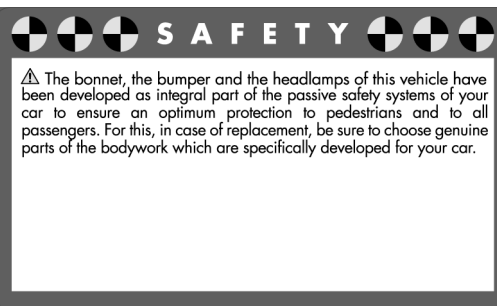 SAFETY
⚠ The bonnet, the bumper and the headlamps of this vehicle have
been developed as integral part of the passive safety systems of your
car to ensure an optimum protection to pedestrians and to all
passengers. For this, in case of replacement, be sure to choose genuine
parts of the bodywork which are specifically developed for your car.